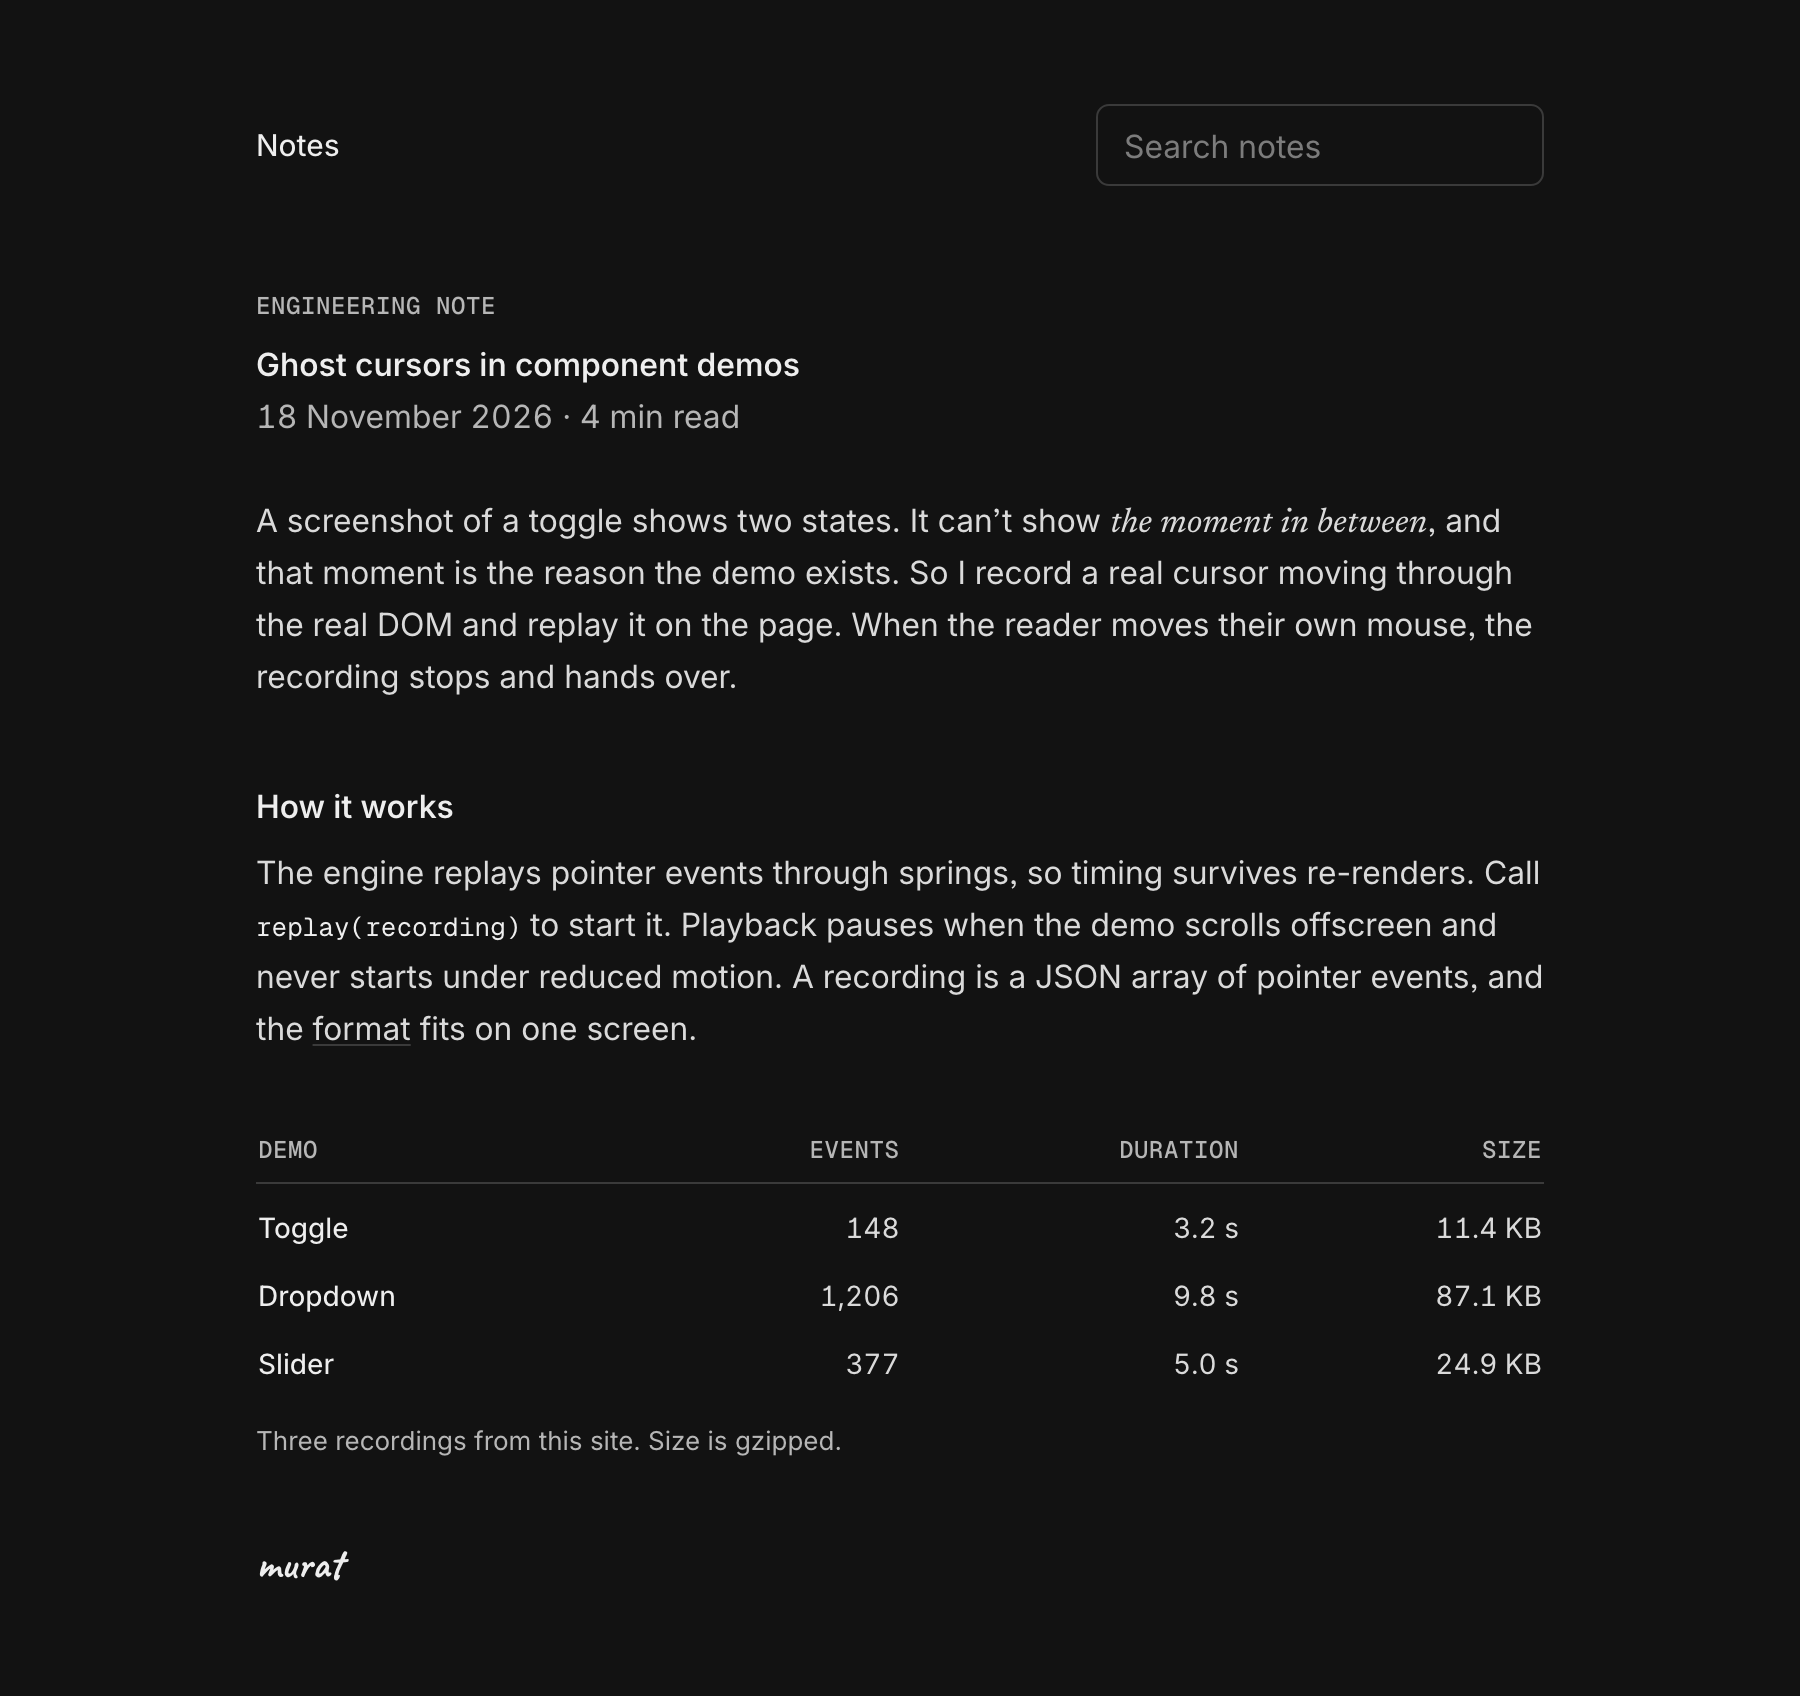 Notes
Search notes
ENGINEERING NOTE
Ghost cursors in component demos
18 November 2026 · 4 min read
A screenshot of a toggle shows two states. It can’t show the moment in between, and
that moment is the reason the demo exists. So I record a real cursor moving through
the real DOM and replay it on the page. When the reader moves their own mouse, the
recording stops and hands over.
How it works
The engine replays pointer events through springs, so timing survives re-renders. Call
replay(recording) to start it. Playback pauses when the demo scrolls offscreen and
never starts under reduced motion. A recording is a JSON array of pointer events, and
the format fits on one screen.
DEMO EVENTS DURATION SIZE
Toggle 148 3.2 s 11.4 KB
Dropdown 1,206 9.8 s 87.1 KB
Slider 377 5.0 s 24.9 KB
Three recordings from this site. Size is gzipped.
murat